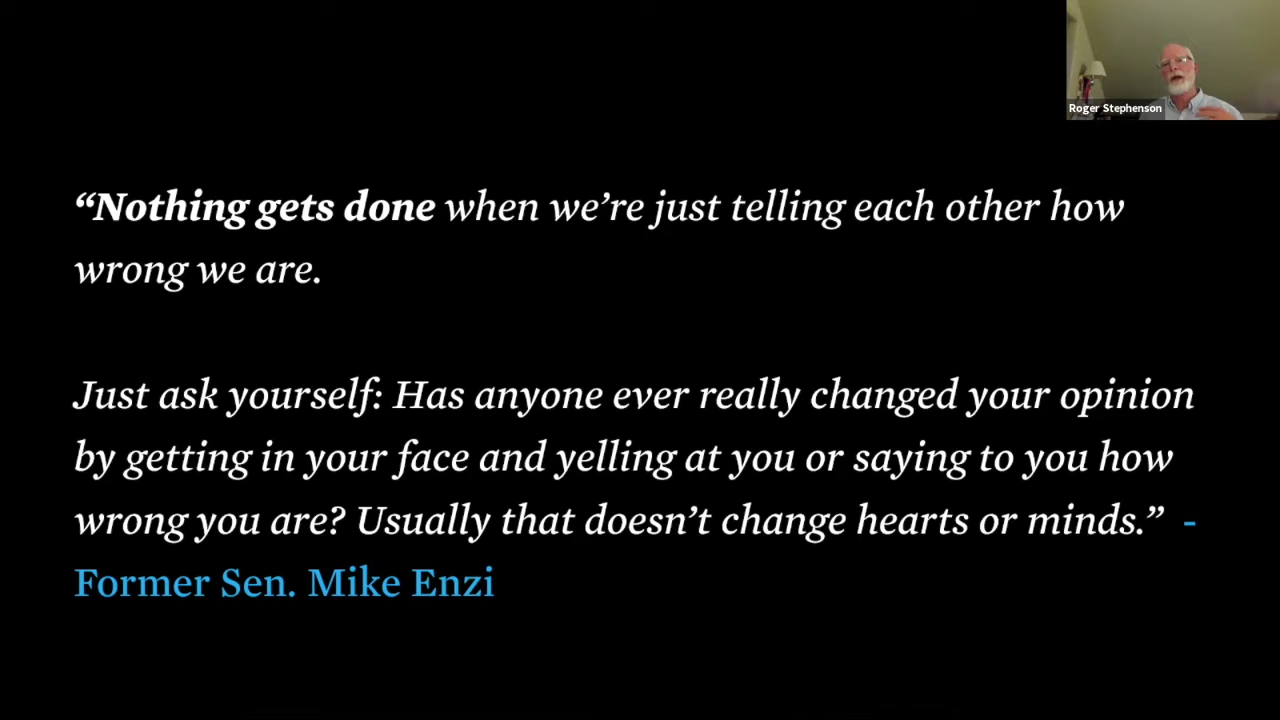 Roger Stephenson
“Nothing gets done when we’re just telling each other how
wrong we are.
Just ask yourself: Has anyone ever really changed your opinion
by getting in your face and yelling at you or saying to you how
wrong you are? Usually that doesn’t change hearts or minds.” -
Former Sen. Mike Enzi